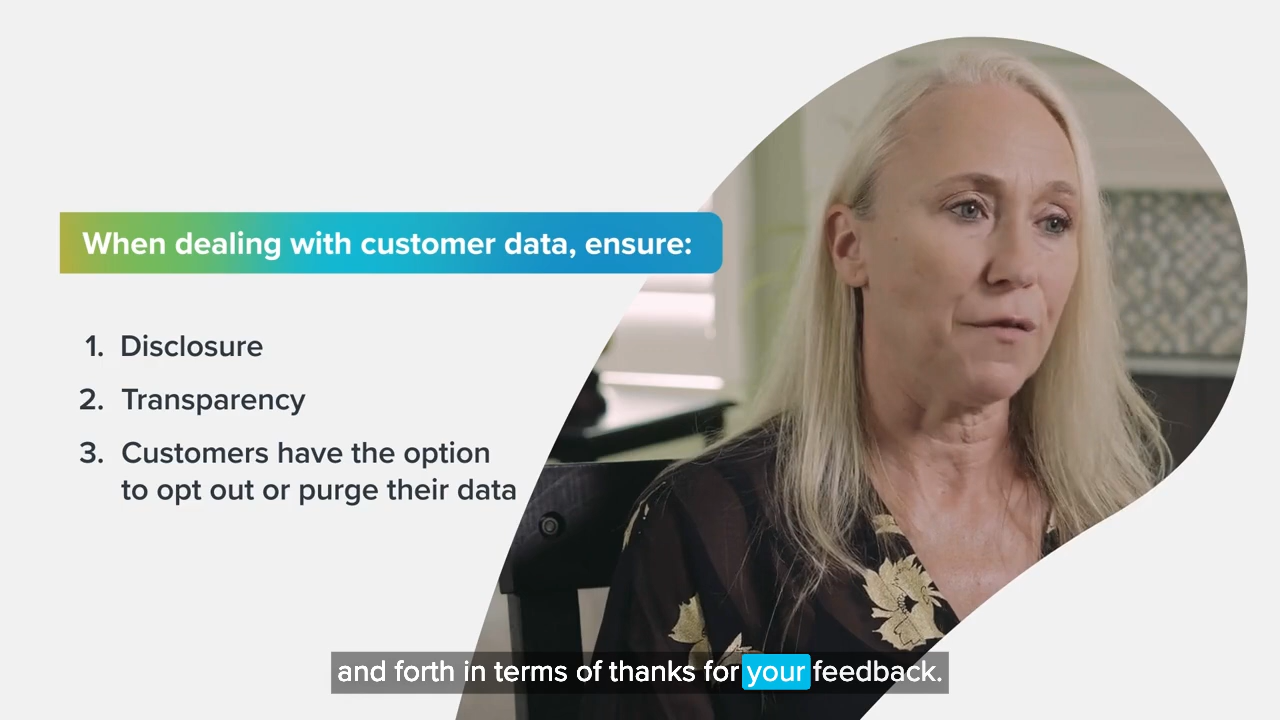 When dealing with customer data, ensure:
1. Disclosure
2. Transparency
3. Customers have the option
to opt out or purge their data
and forth in terms of thanks for your feedback.